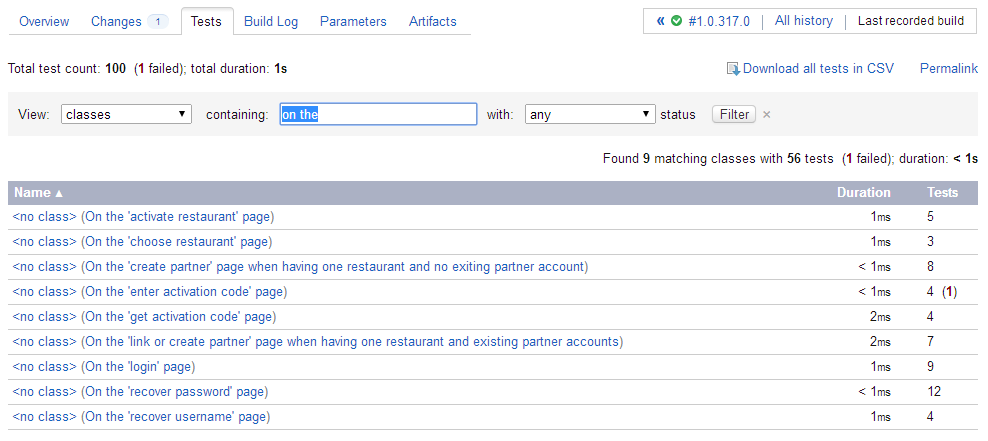 Overview Changes 1 Tests Build Log Parameters Artifacts « #1.0.317.0 All history Last recorded build
Total test count: 100 (1 failed); total duration: 1s Download all tests in CSV Permalink
View: classes containing: on the with: any status Filter ×
Found 9 matching classes with 56 tests (1 failed); duration: < 1s
Name Duration Tests
<no class> (On the 'activate restaurant' page) 1ms 5
<no class> (On the 'choose restaurant' page) 1ms 3
<no class> (On the 'create partner' page when having one restaurant and no exiting partner account) < 1ms 8
<no class> (On the 'enter activation code' page) < 1ms 4 (1)
<no class> (On the 'get activation code' page) 2ms 4
<no class> (On the 'link or create partner' page when having one restaurant and existing partner accounts) 2ms 7
<no class> (On the 'login' page) 1ms 9
<no class> (On the 'recover password' page) < 1ms 12
<no class> (On the 'recover username' page) 1ms 4